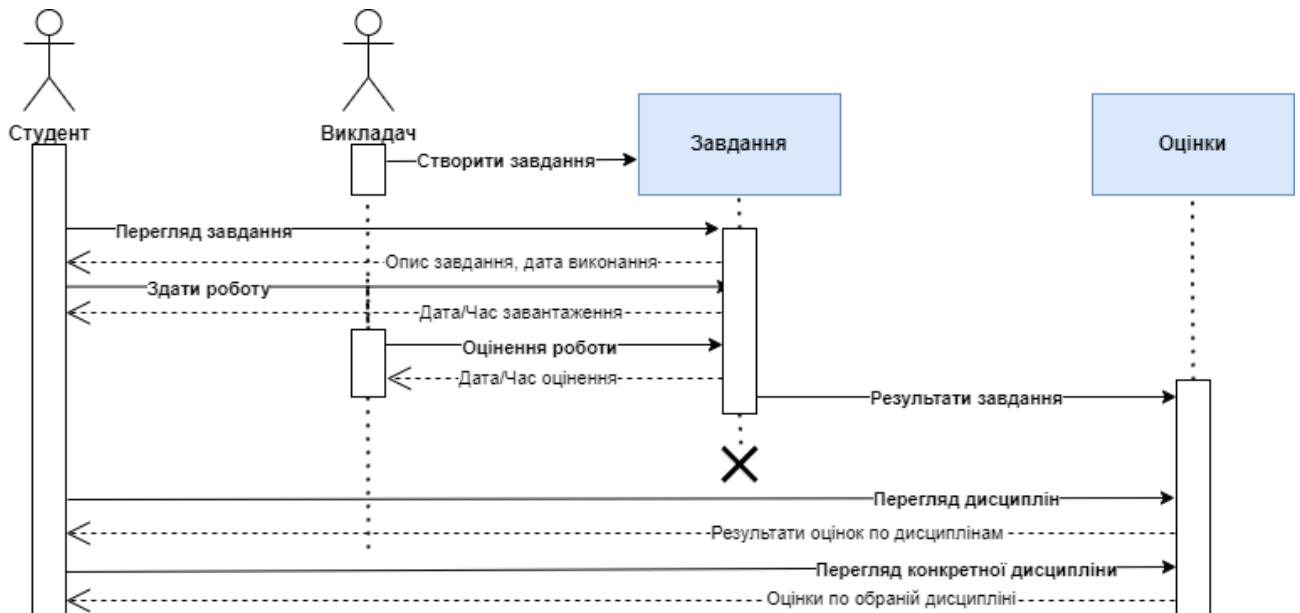 Студент
Викладач
Завдання
Оцінки
Створити завдання
Перегляд завдання
Опис завдання, дата виконання
Здати роботу
Дата/Час завантаження
Оцінення роботи
Дата/Час оцінення
Результати завдання
Перегляд дисциплін
Результати оцінок по дисциплінам
Перегляд конкретної дисципліни
Оцінки по обраній дисципліні